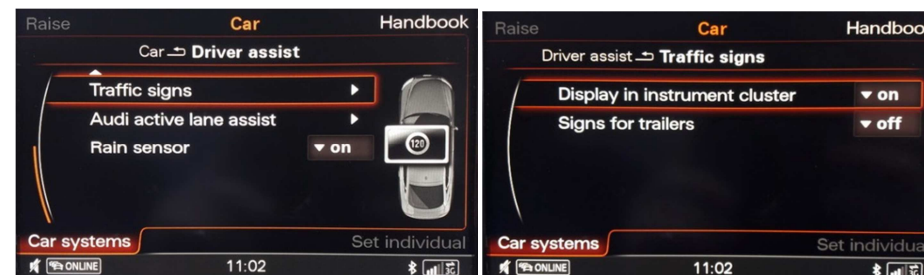 Raise Car Handbook
Car Driver assist
Traffic signs
Audi active lane assist
Rain sensor on
120
Car systems Set individual
ONLINE 11:02 3G
Raise Car Handboo
Driver assist Traffic signs
Display in instrument cluster on
Signs for trailers off
Car systems Set individua
ONLINE 11:02 3G